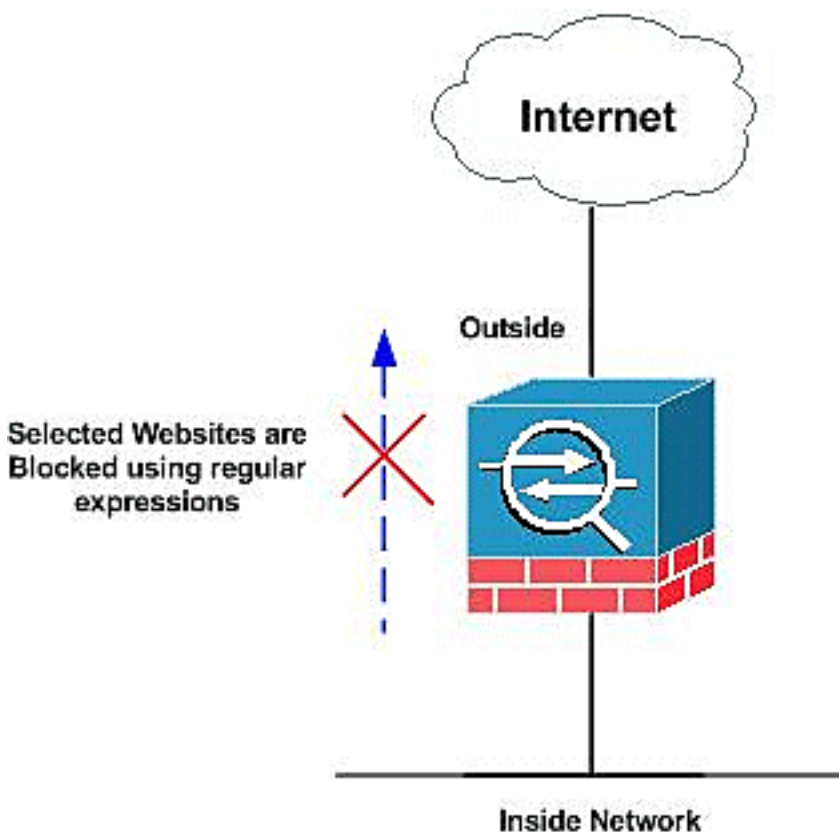 Internet
Outside
Selected Websites are
Blocked using regular
expressions
Inside Network